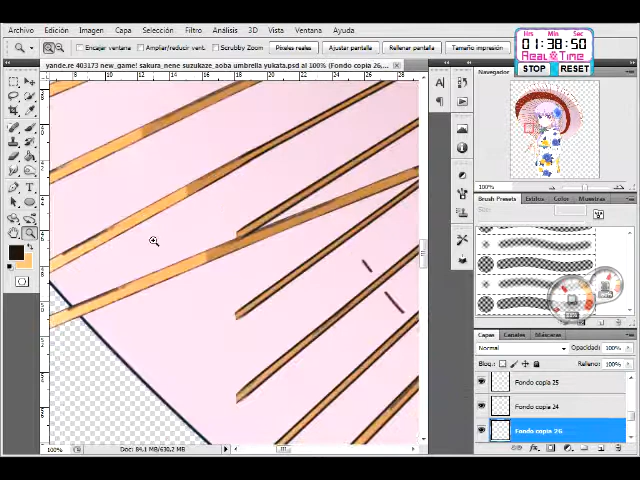 Archivo Edición Imagen Capa Selección Filtro Análisis 3D Vista Ventana Ayuda
Hrs Min Sec
01:38:50
Real & Time
STOP RESET
Encajar ventana Ampliar/reducir vent. Scrubby Zoom Píxeles reales Ajustar pantalla Rellenar pantalla Tamaño impresión
yande.re 403173 new_game! sakura_nene suzukaze_aoba umbrella yukata.psd al 100% (Fondo copia 26,...
Navegador
100%
Brush Presets Estilos Color Muestras
Capas Canales Máscaras
Normal Opacidad: 100%
Bloq.: Relleno: 100%
Fondo copia 25
Fondo copia 24
Fondo copia 26
100% Doc: 84,1 MB/630,2 MB